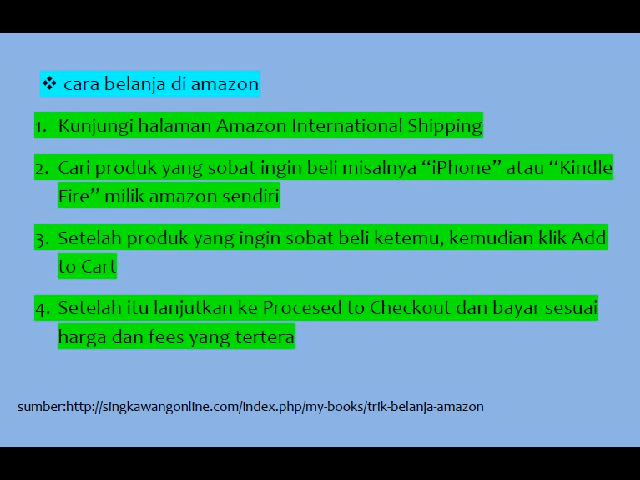 ❖ cara belanja di amazon
1. Kunjungi halaman Amazon International Shipping
2. Cari produk yang sobat ingin beli misalnya “iPhone” atau “Kindle
Fire” milik amazon sendiri
3. Setelah produk yang ingin sobat beli ketemu, kemudian klik Add
to Cart
4. Setelah itu lanjutkan ke Procesed to Checkout dan bayar sesuai
harga dan fees yang tertera
sumber:http://singkawangonline.com/index.php/my-books/trik-belanja-amazon